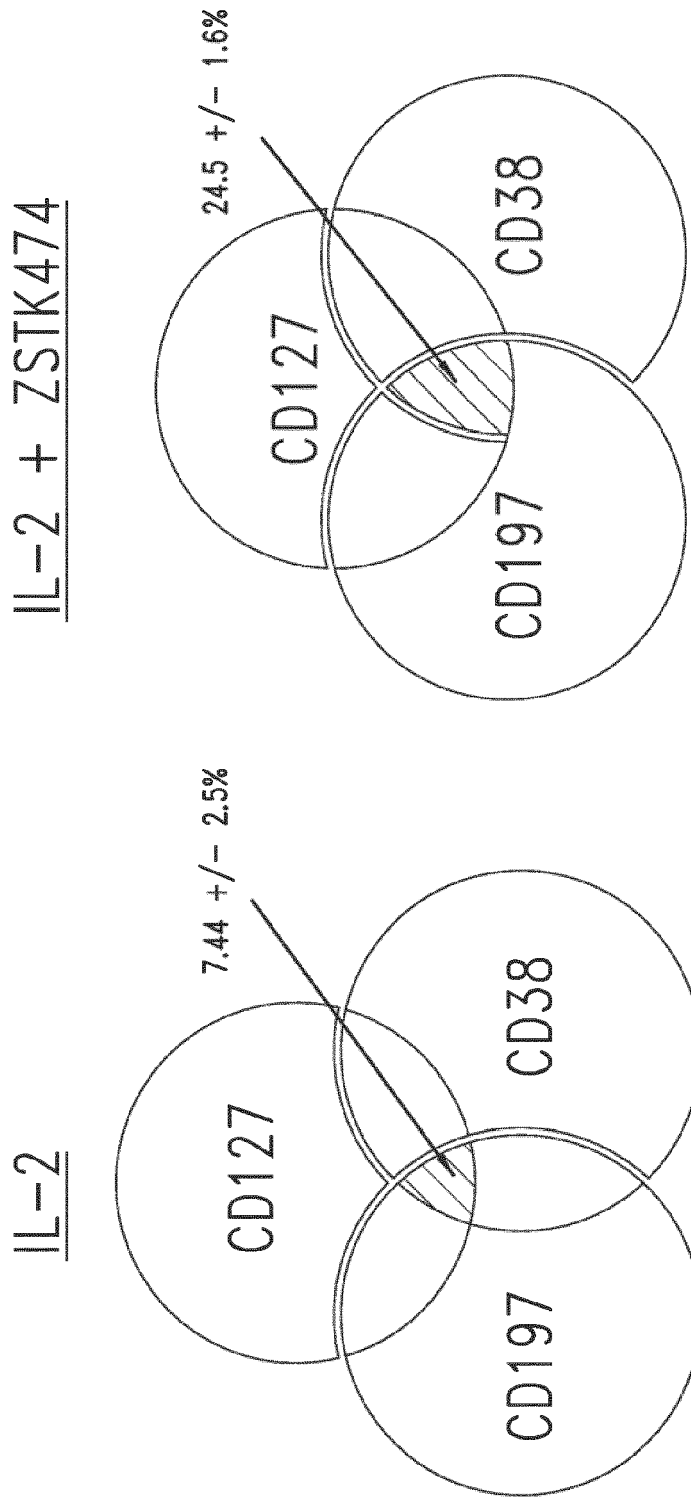 IL-2
7.44 +/- 2.5%
CD127
CD197
CD38
IL-2 + ZSTK474
24.5 +/- 1.6%
CD127
CD197
CD38